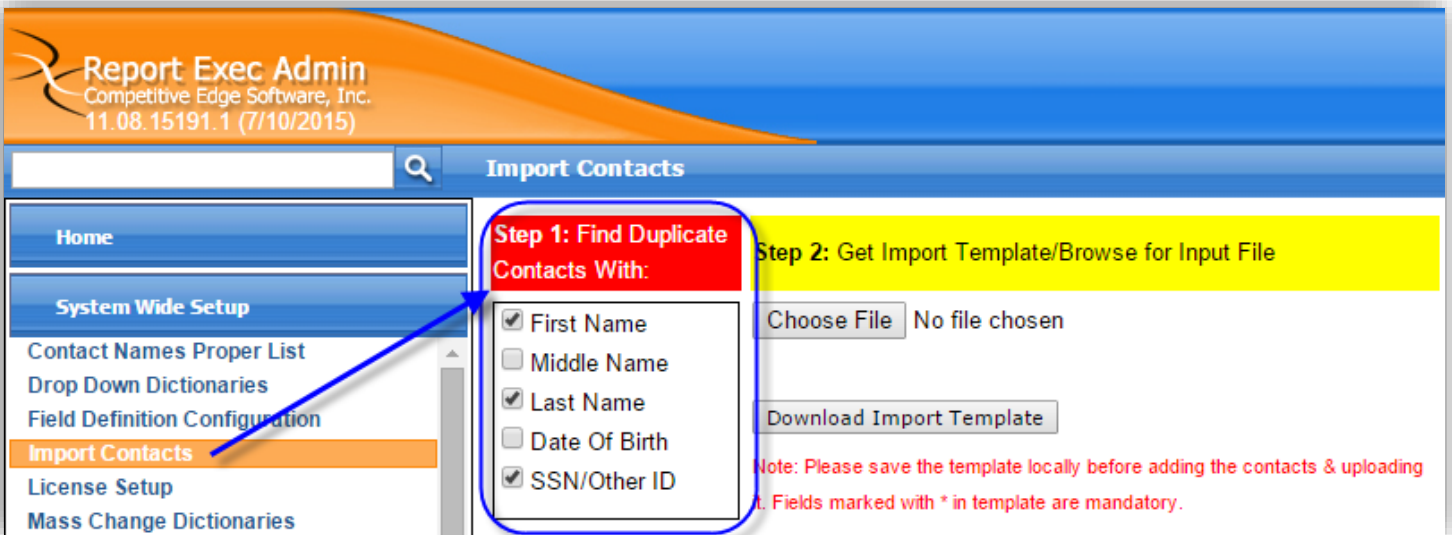 Report Exec Admin
Competitive Edge Software, Inc.
11.08.15191.1 (7/10/2015)
Import Contacts
Home
System Wide Setup
Contact Names Proper List
Drop Down Dictionaries
Field Definition Configuration
Import Contacts
License Setup
Mass Change Dictionaries
Step 1: Find Duplicate
Contacts With:
First Name
Middle Name
Last Name
Date Of Birth
SSN/Other ID
Step 2: Get Import Template/Browse for Input File
Choose File No file chosen
Download Import Template
Note: Please save the template locally before adding the contacts & uploading
it. Fields marked with * in template are mandatory.